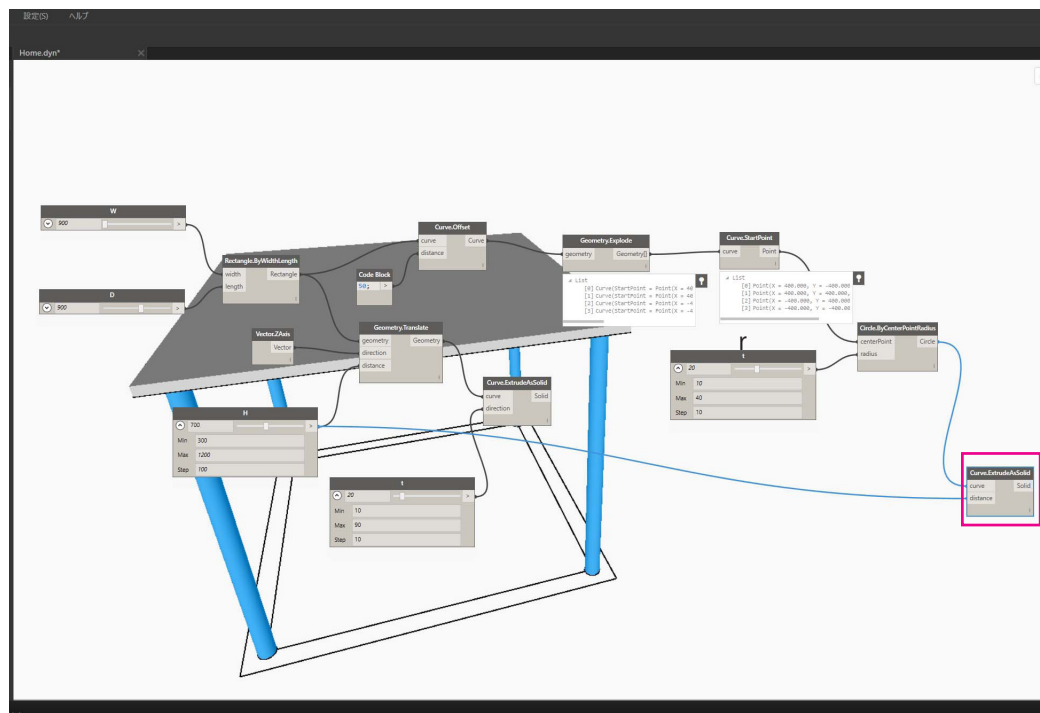 設定(S) ヘルプ
Home.dyn*
W
900
D
900
Rectangle.ByWidthLength
width Rectangle
length
Curve.Offset
curve Curve
distance
Code Block
50;
Vector.ZAxis
Vector
Geometry.Translate
geometry Geometry
direction
distance
Geometry.Explode
geometry Geometry[]
List
[0] Curve(StartPoint = Point(X = 40
[1] Curve(StartPoint = Point(X = 40
[2] Curve(StartPoint = Point(X = -4
[3] Curve(StartPoint = Point(X = -4
Curve.StartPoint
curve Point
List
[0] Point(X = 400.000, Y = -400.000
[1] Point(X = 400.000, Y = 400.000,
[2] Point(X = -400.000, Y = 400.000
[3] Point(X = -400.000, Y = -400.00
Circle.ByCenterPointRadius
centerPoint Circle
radius
r
t
20
Min 10
Max 40
Step 10
Curve.ExtrudeAsSolid
curve Solid
direction
H
700
Min 300
Max 1200
Step 100
t
20
Min 10
Max 90
Step 10
Curve.ExtrudeAsSolid
curve Solid
distance